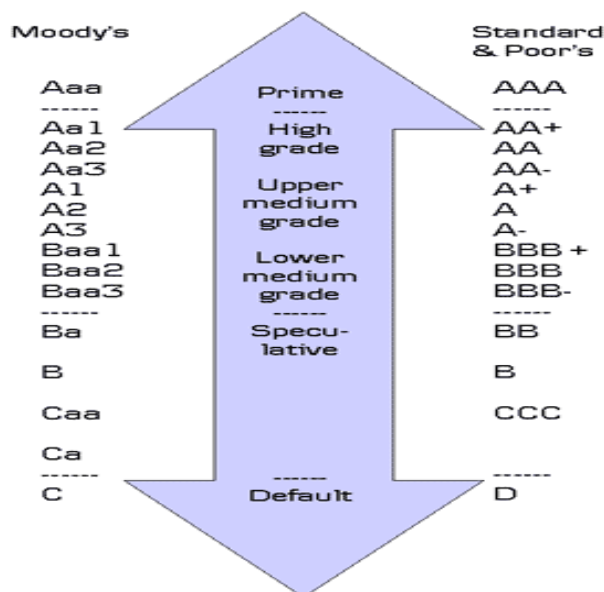 Moody's
Standard
& Poor's
Aaa
Prime
AAA
------
------
------
Aa1
High
AA+
Aa2
grade
AA
Aa3
AA-
A1
Upper
A+
A2
medium
A
A3
grade
A-
Baa1
Lower
BBB +
Baa2
medium
BBB
Baa3
grade
BBB-
------
------
------
Ba
Specu-
BB
lative
B
B
Caa
CCC
Ca
------
------
------
C
Default
D